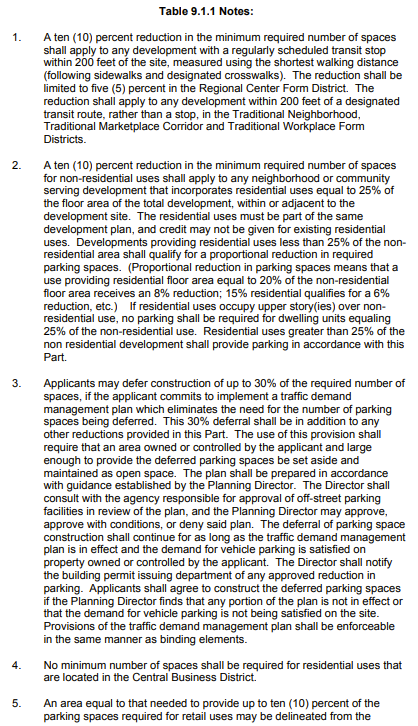 Table 9.1.1 Notes:
1. A ten (10) percent reduction in the minimum required number of spaces
shall apply to any development with a regularly scheduled transit stop
within 200 feet of the site, measured using the shortest walking distance
(following sidewalks and designated crosswalks). The reduction shall be
limited to five (5) percent in the Regional Center Form District. The
reduction shall apply to any development within 200 feet of a designated
transit route, rather than a stop, in the Traditional Neighborhood,
Traditional Marketplace Corridor and Traditional Workplace Form
Districts.
2. A ten (10) percent reduction in the minimum required number of spaces
for non-residential uses shall apply to any neighborhood or community
serving development that incorporates residential uses equal to 25% of
the floor area of the total development, within or adjacent to the
development site. The residential uses must be part of the same
development plan, and credit may not be given for existing residential
uses. Developments providing residential uses less than 25% of the non-
residential area shall qualify for a proportional reduction in required
parking spaces. (Proportional reduction in parking spaces means that a
use providing residential floor area equal to 20% of the non-residential
floor area receives an 8% reduction; 15% residential qualifies for a 6%
reduction, etc.) If residential uses occupy upper story(ies) over non-
residential use, no parking shall be required for dwelling units equaling
25% of the non-residential use. Residential uses greater than 25% of the
non residential development shall provide parking in accordance with this
Part.
3. Applicants may defer construction of up to 30% of the required number of
spaces, if the applicant commits to implement a traffic demand
management plan which eliminates the need for the number of parking
spaces being deferred. This 30% deferral shall be in addition to any
other reductions provided in this Part. The use of this provision shall
require that an area owned or controlled by the applicant and large
enough to provide the deferred parking spaces be set aside and
maintained as open space. The plan shall be prepared in accordance
with guidance established by the Planning Director. The Director shall
consult with the agency responsible for approval of off-street parking
facilities in review of the plan, and the Planning Director may approve,
approve with conditions, or deny said plan. The deferral of parking space
construction shall continue for as long as the traffic demand management
plan is in effect and the demand for vehicle parking is satisfied on
property owned or controlled by the applicant. The Director shall notify
the building permit issuing department of any approved reduction in
parking. Applicants shall agree to construct the deferred parking spaces
if the Planning Director finds that any portion of the plan is not in effect or
that the demand for vehicle parking is not being satisfied on the site.
Provisions of the traffic demand management plan shall be enforceable
in the same manner as binding elements.
4. No minimum number of spaces shall be required for residential uses that
are located in the Central Business District.
5. An area equal to that needed to provide up to ten (10) percent of the
parking spaces required for retail uses may be delineated from the